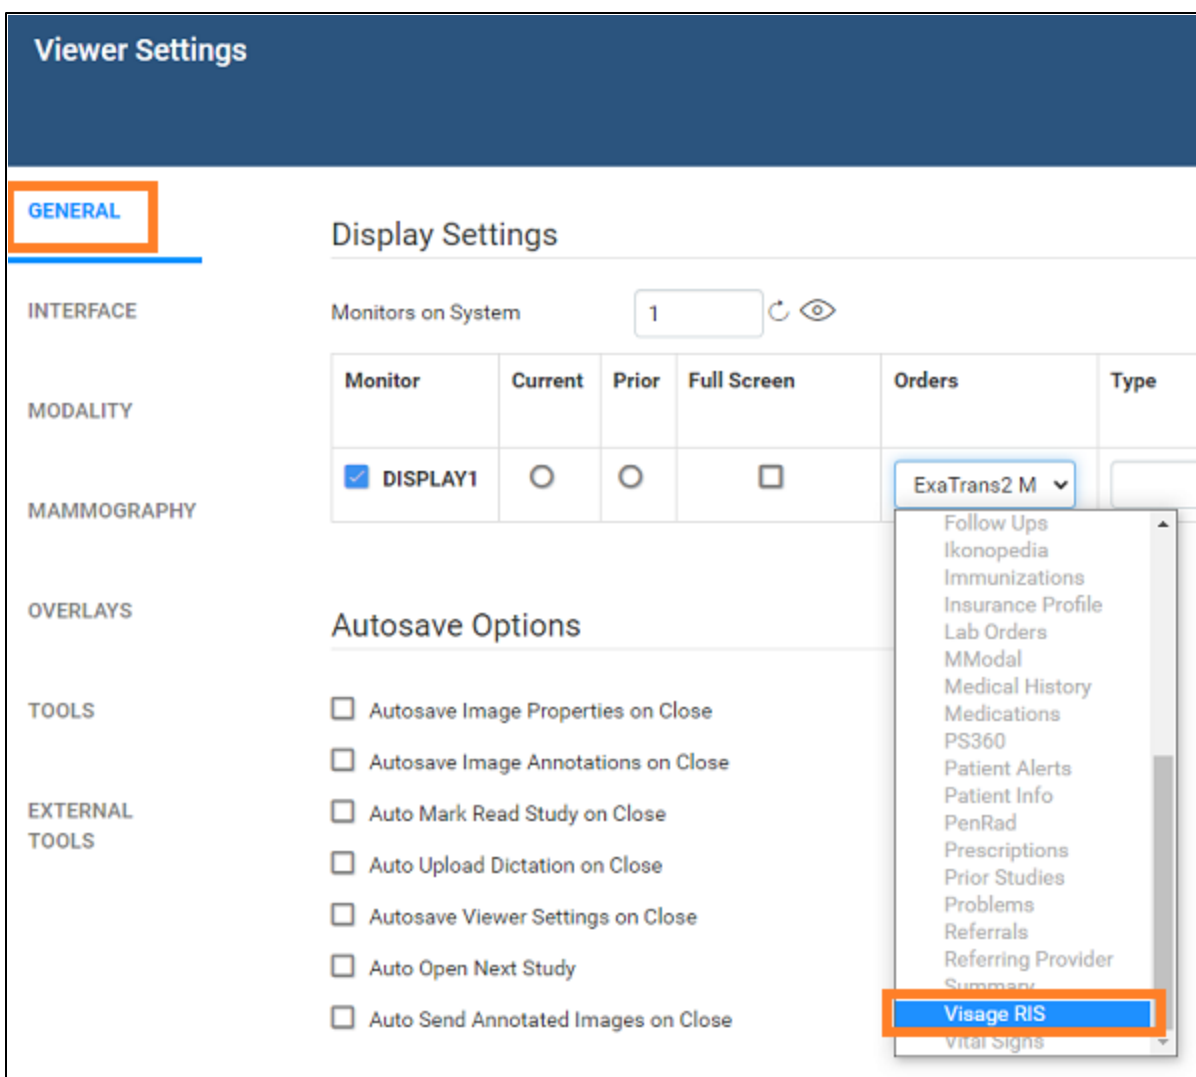 Viewer Settings
GENERAL
INTERFACE
MODALITY
MAMMOGRAPHY
OVERLAYS
TOOLS
EXTERNAL
TOOLS
Display Settings
Monitors on System 1
Monitor Current Prior Full Screen Orders Type
DISPLAY1 ExaTrans2 M
Follow Ups
Ikonopedia
Immunizations
Insurance Profile
Lab Orders
MModal
Medical History
Medications
PS360
Patient Alerts
Patient Info
PenRad
Prescriptions
Prior Studies
Problems
Referrals
Referring Provider
Summary
Visage RIS
Vital Signs
Autosave Options
Autosave Image Properties on Close
Autosave Image Annotations on Close
Auto Mark Read Study on Close
Auto Upload Dictation on Close
Autosave Viewer Settings on Close
Auto Open Next Study
Auto Send Annotated Images on Close